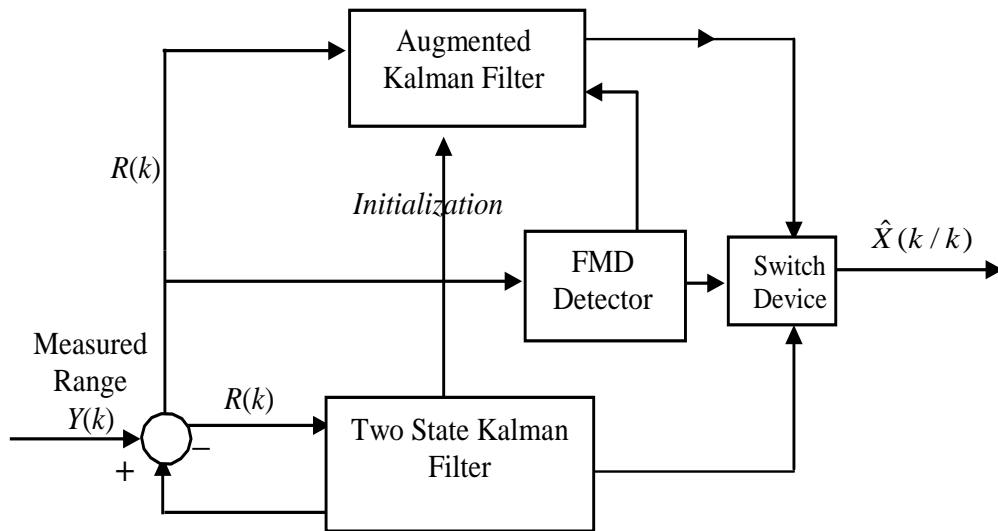 Augmented
Kalman Filter
R(k)
Initialization
FMD
Detector
Switch
Device
X̂(k/k)
Measured
Range
Y(k)
+
−
R(k)
Two State Kalman
Filter